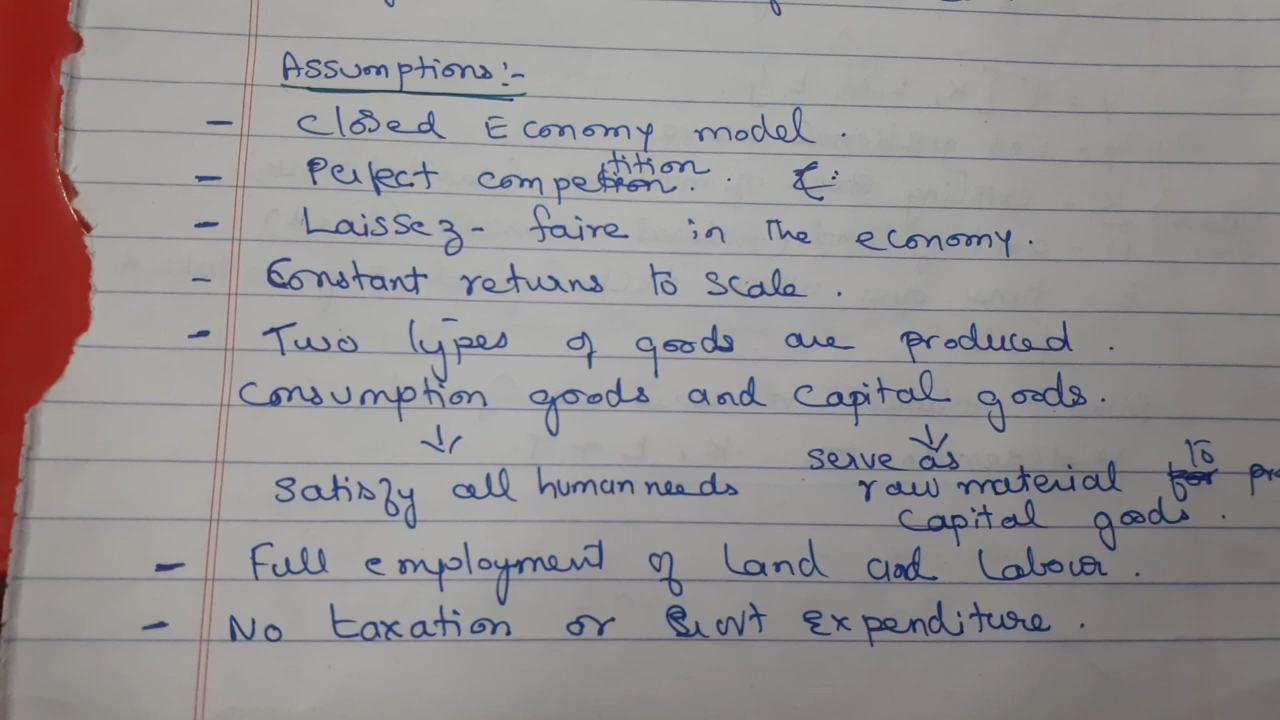 Assumptions:-
- Closed Economy model.
- Perfect competition.
- Laissez-faire in the economy.
- Constant returns to scale.
- Two types of goods are produced.
consumption goods and capital goods.
satisfy all human needs
serve as
raw material to
capital goods.
- Full employment of land and labour.
- No taxation or Govt Expenditure.